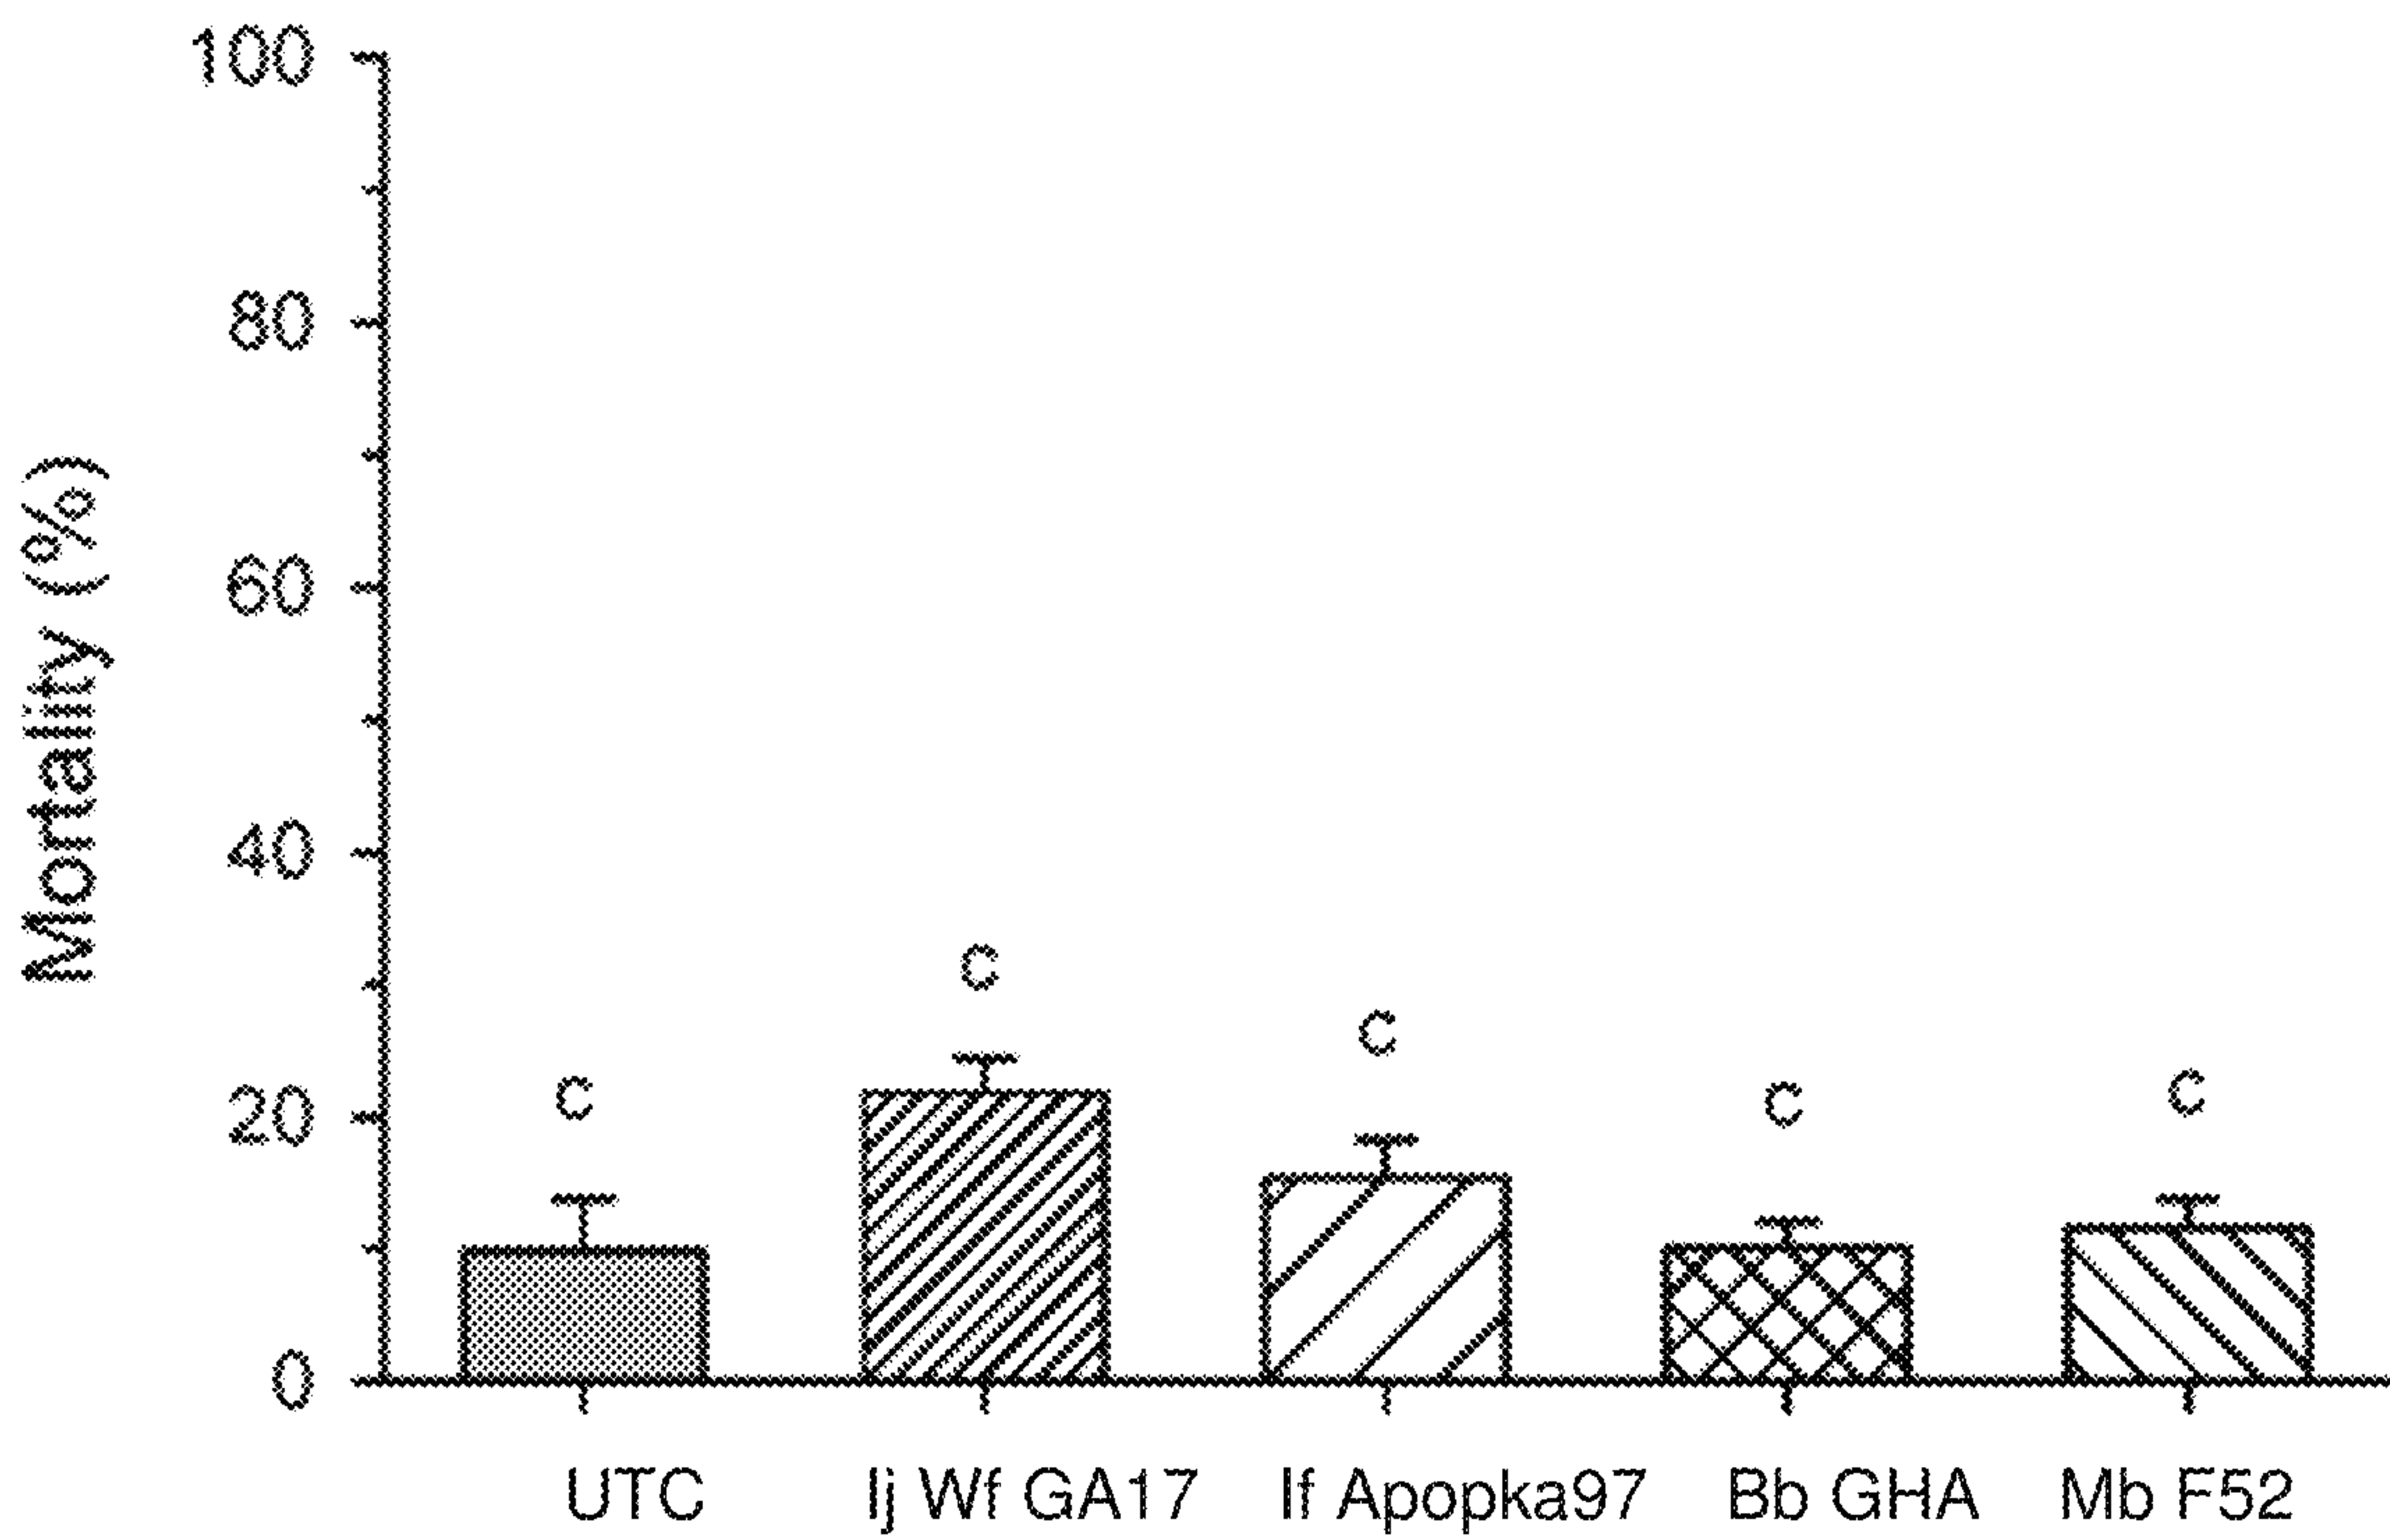 Mortality (%)
100
80
60
40
20
0
c
c
c
c
c
UTC
Ij Wf GA17
If Apopka97
Bb GHA
Mb F52